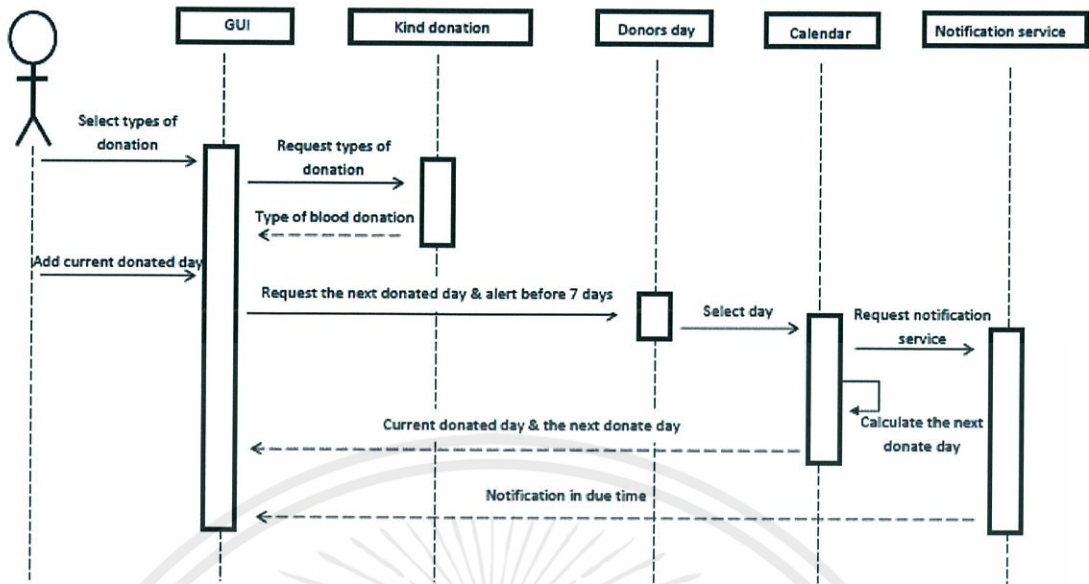 GUI
Kind donation
Donors day
Calendar
Notification service
Select types of
donation
Request types of
donation
Type of blood donation
Add current donated day
Request the next donated day & alert before 7 days
Select day
Request notification
service
Calculate the next
donate day
Current donated day & the next donate day
Notification in due time